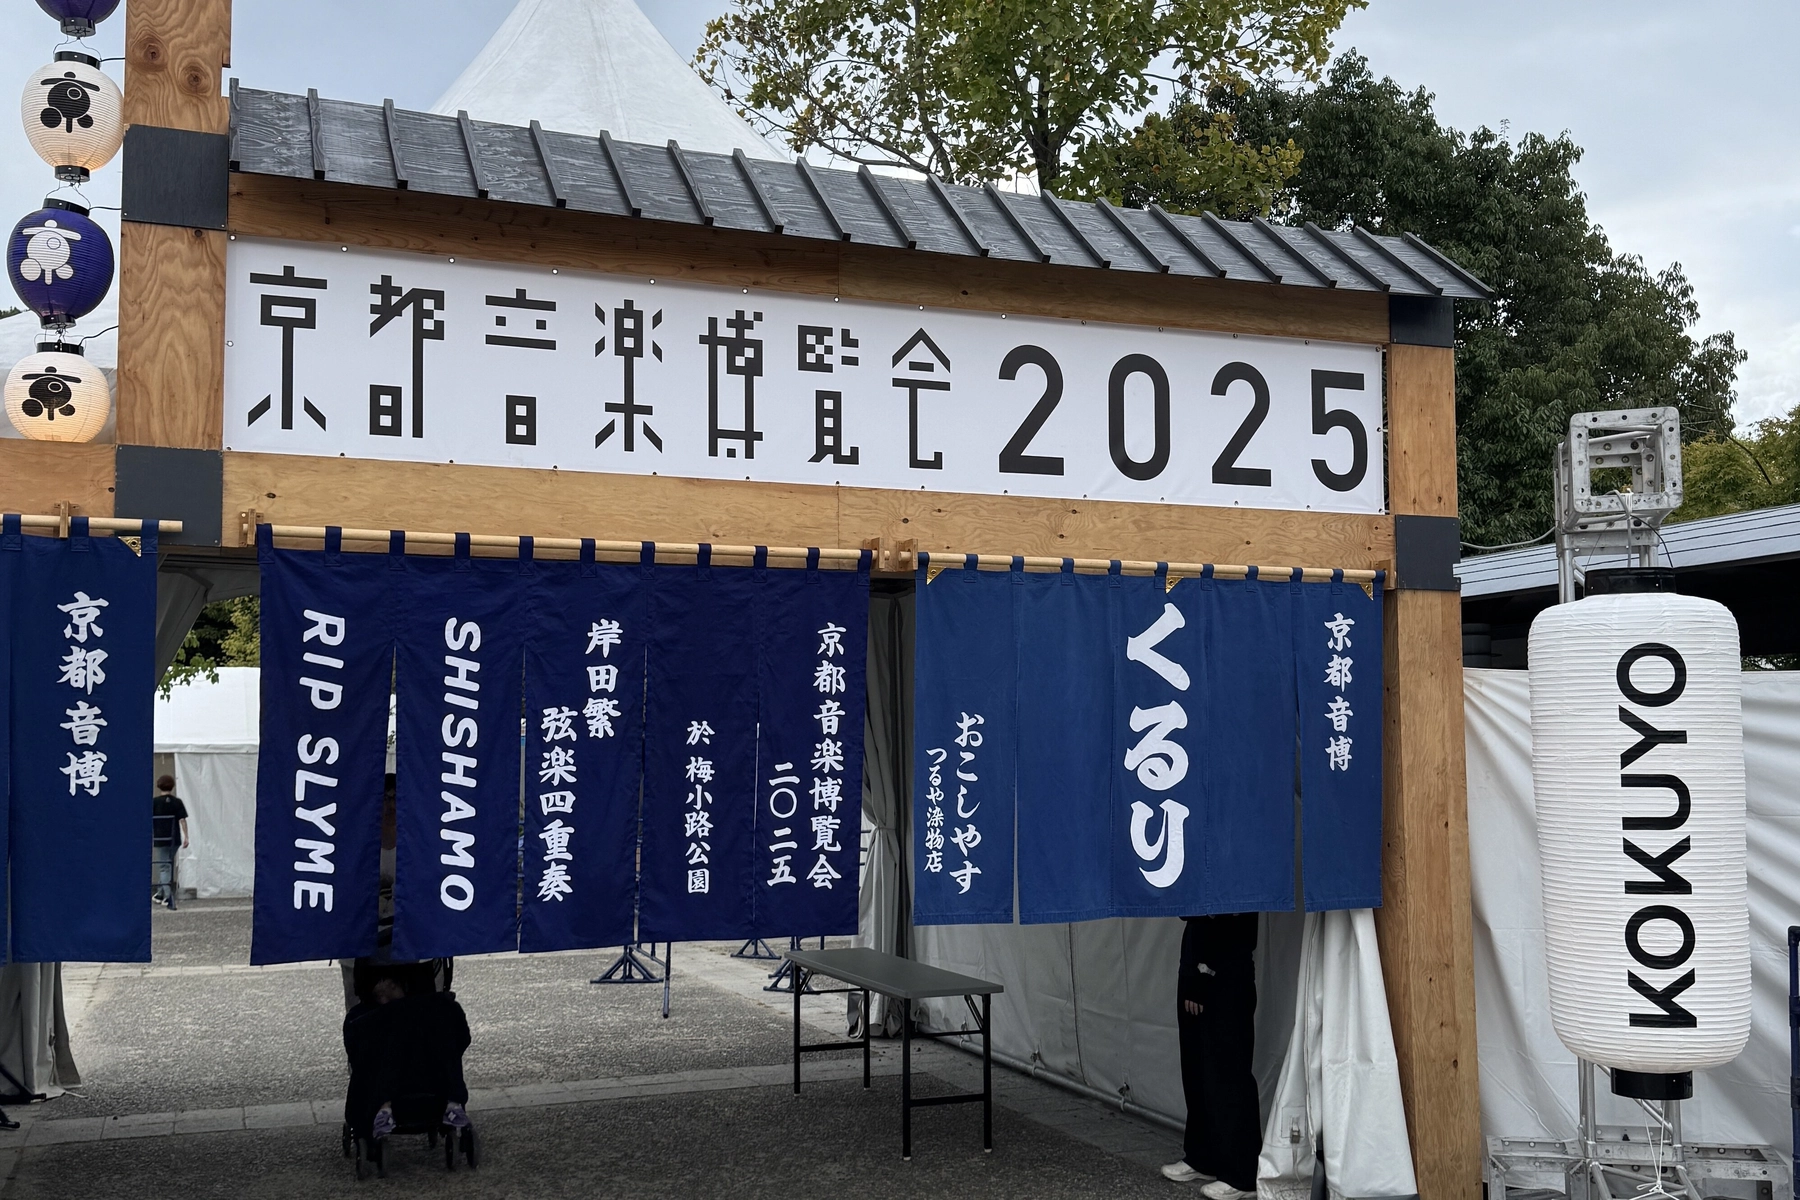 京都音楽博覧会2025
京
京
京
京都音博
くるり
おこしやす
つるや染物店
京都音楽博覧会
二〇二五
於 梅小路公園
岸田繁
弦楽四重奏
SHISHAMO
RIP SLYME
京都音博
KOKUYO